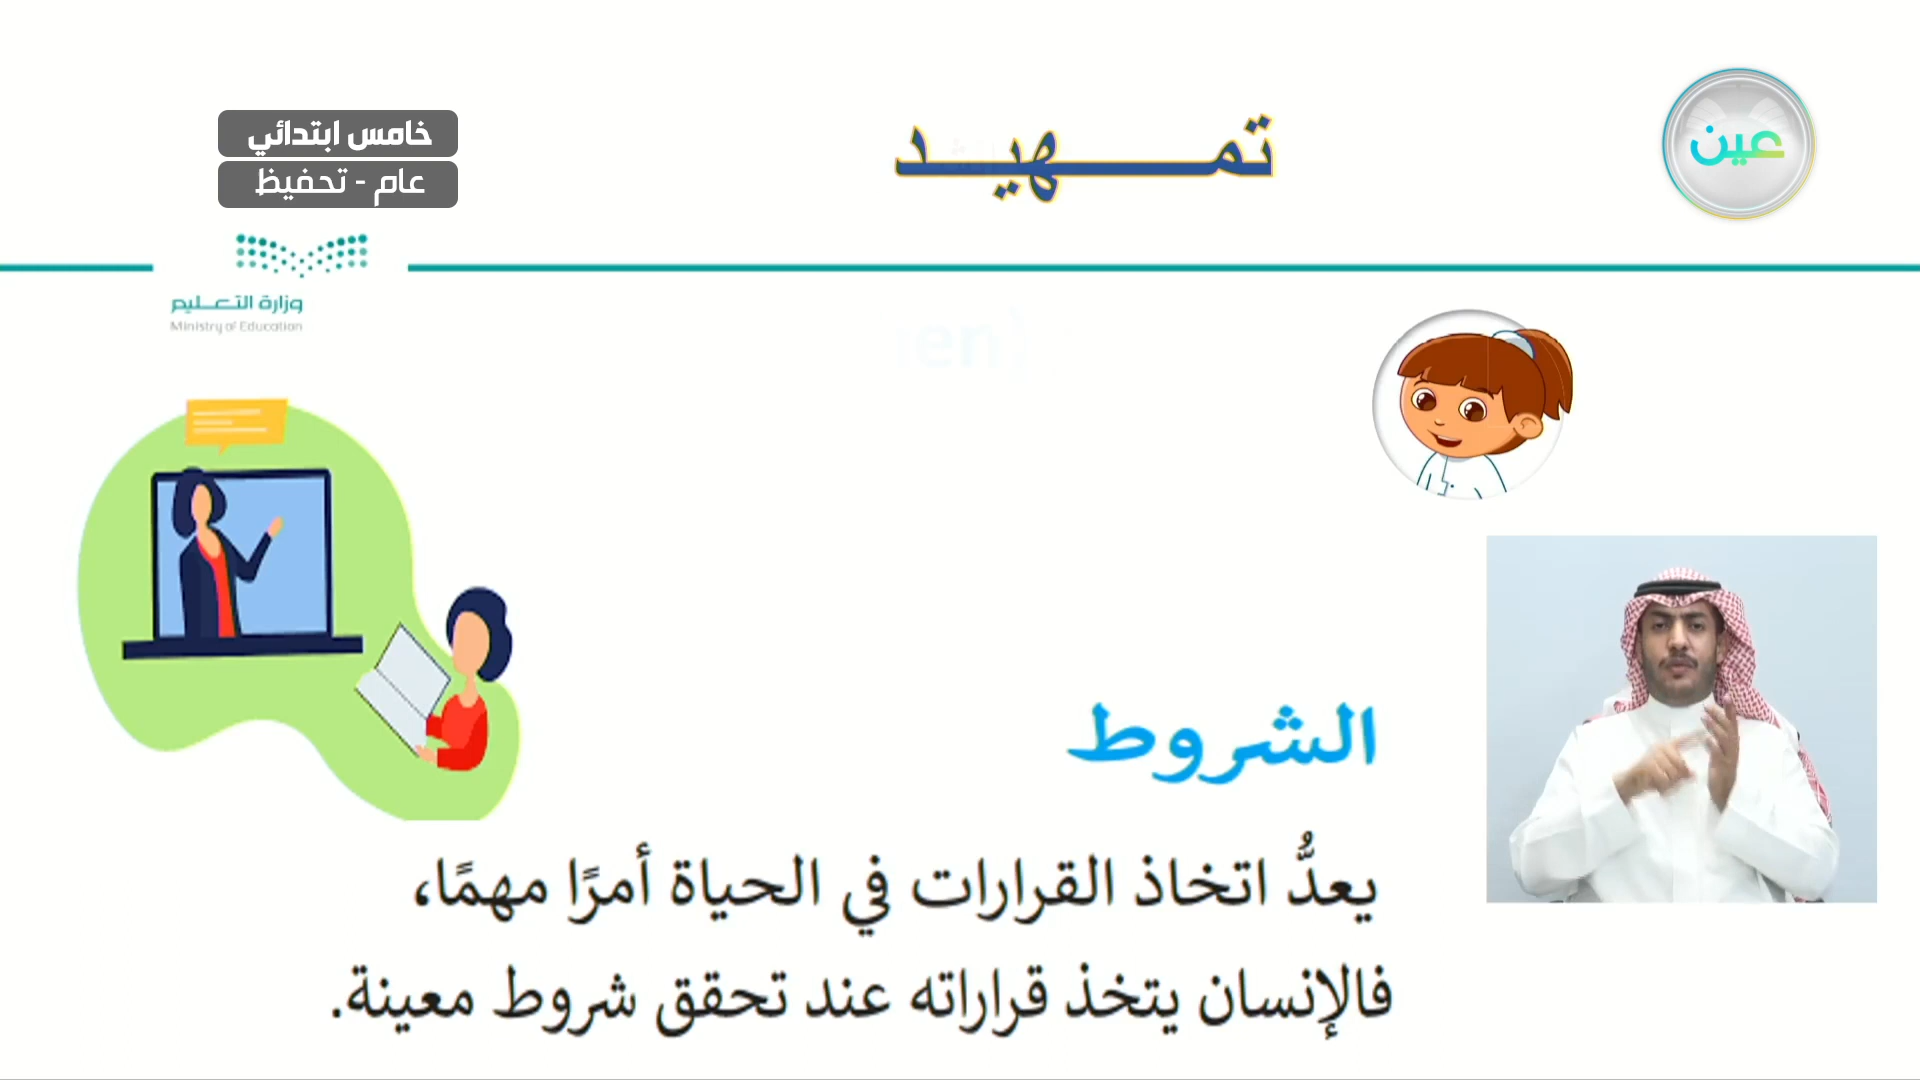 خامس ابتدائي
عام - تحفيظ
تمـــــهيـــد
عين
وزارة التعليم
Ministry of Education
الشروط
يعدُّ اتخاذ القرارات في الحياة أمرًا مهمًا،
فالإنسان يتخذ قراراته عند تحقق شروط معينة.